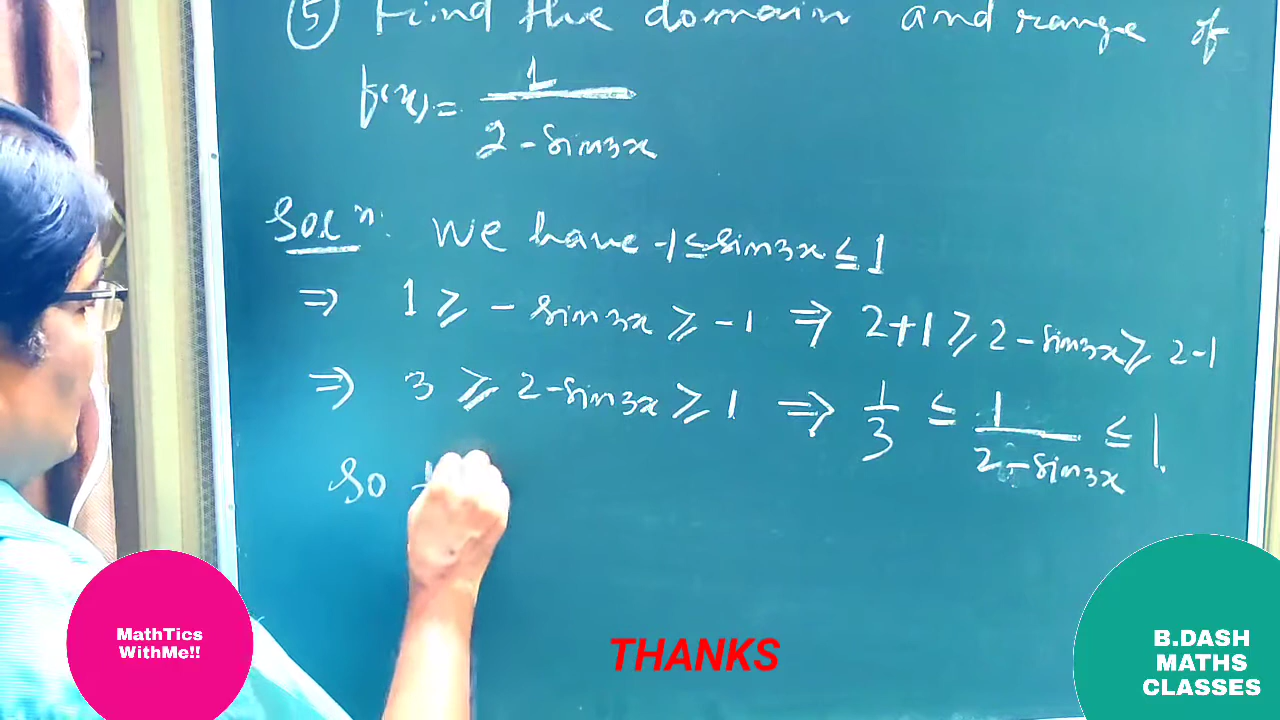 ⑤ Find the domain and range of
f(x) = 1/(2 - sin3x)
Solⁿ: We have -1 ≤ sin3x ≤ 1
⇒ 1 ≥ - sin3x ≥ -1 ⇒ 2+1 ≥ 2 - sin3x ≥ 2-1
⇒ 3 ≥ 2 - sin3x ≥ 1 ⇒ 1/3 ≤ 1/(2 - sin3x) ≤ 1.
So
MathTics
WithMe!!
THANKS
B.DASH
MATHS
CLASSES